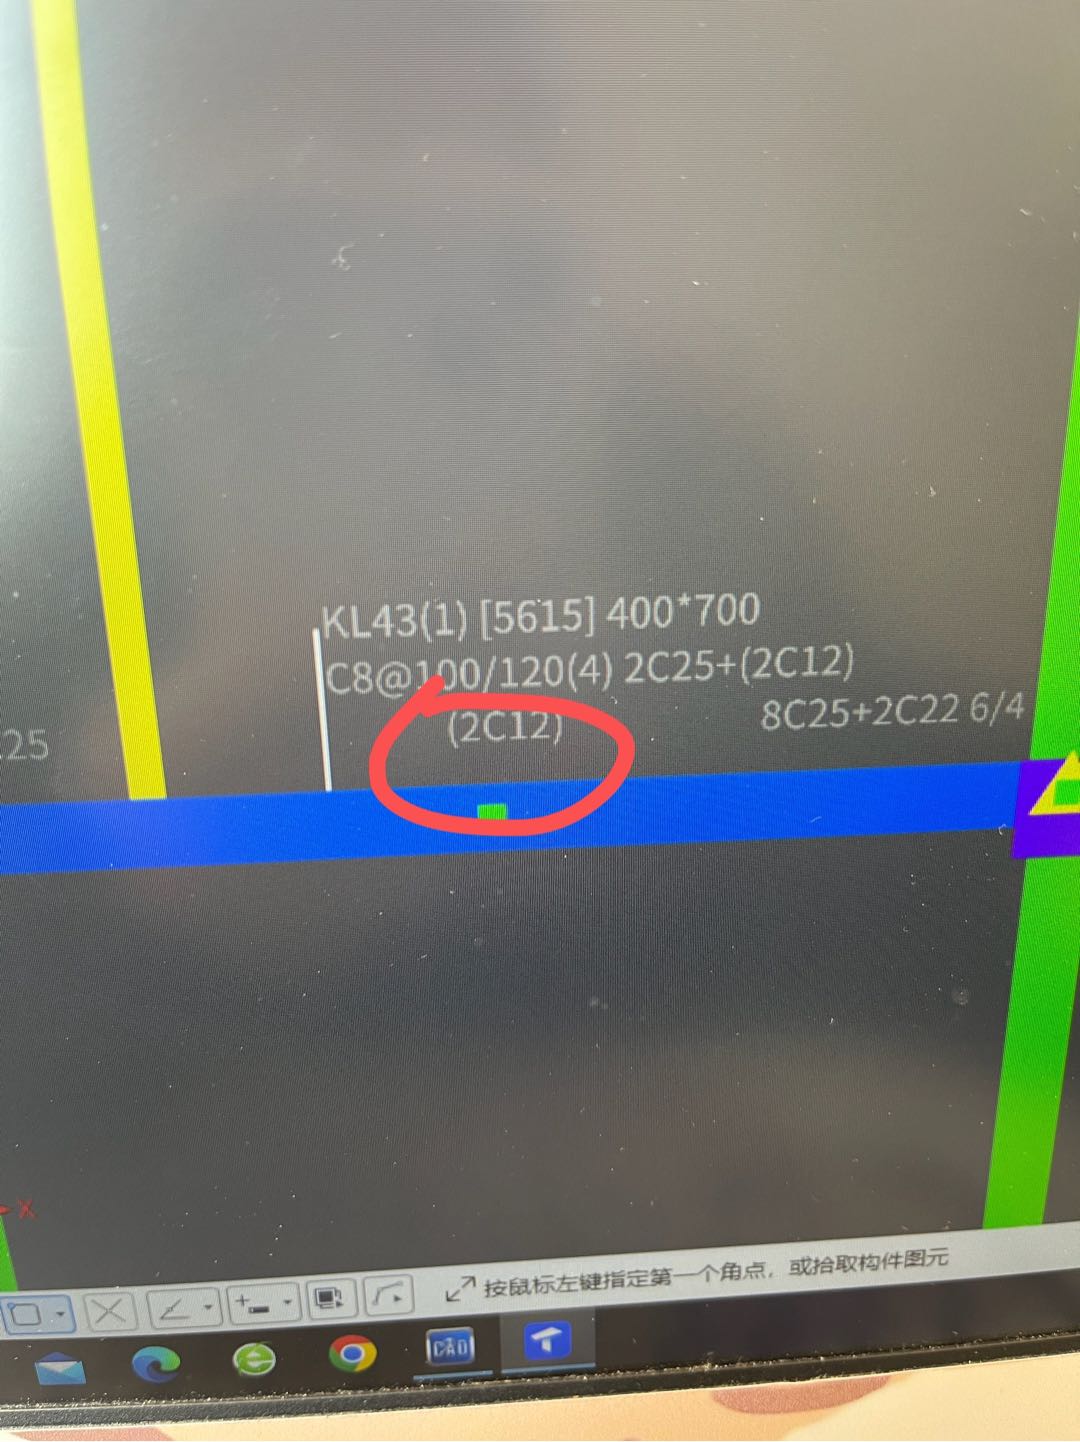 KL43(1) [5615] 400*700
C8@100/120(4) 2C25+(2C12)
(2C12)
8C25+2C22 6/4
25
X
按鼠标左键指定第一个角点，或拾取构件图元
CAD